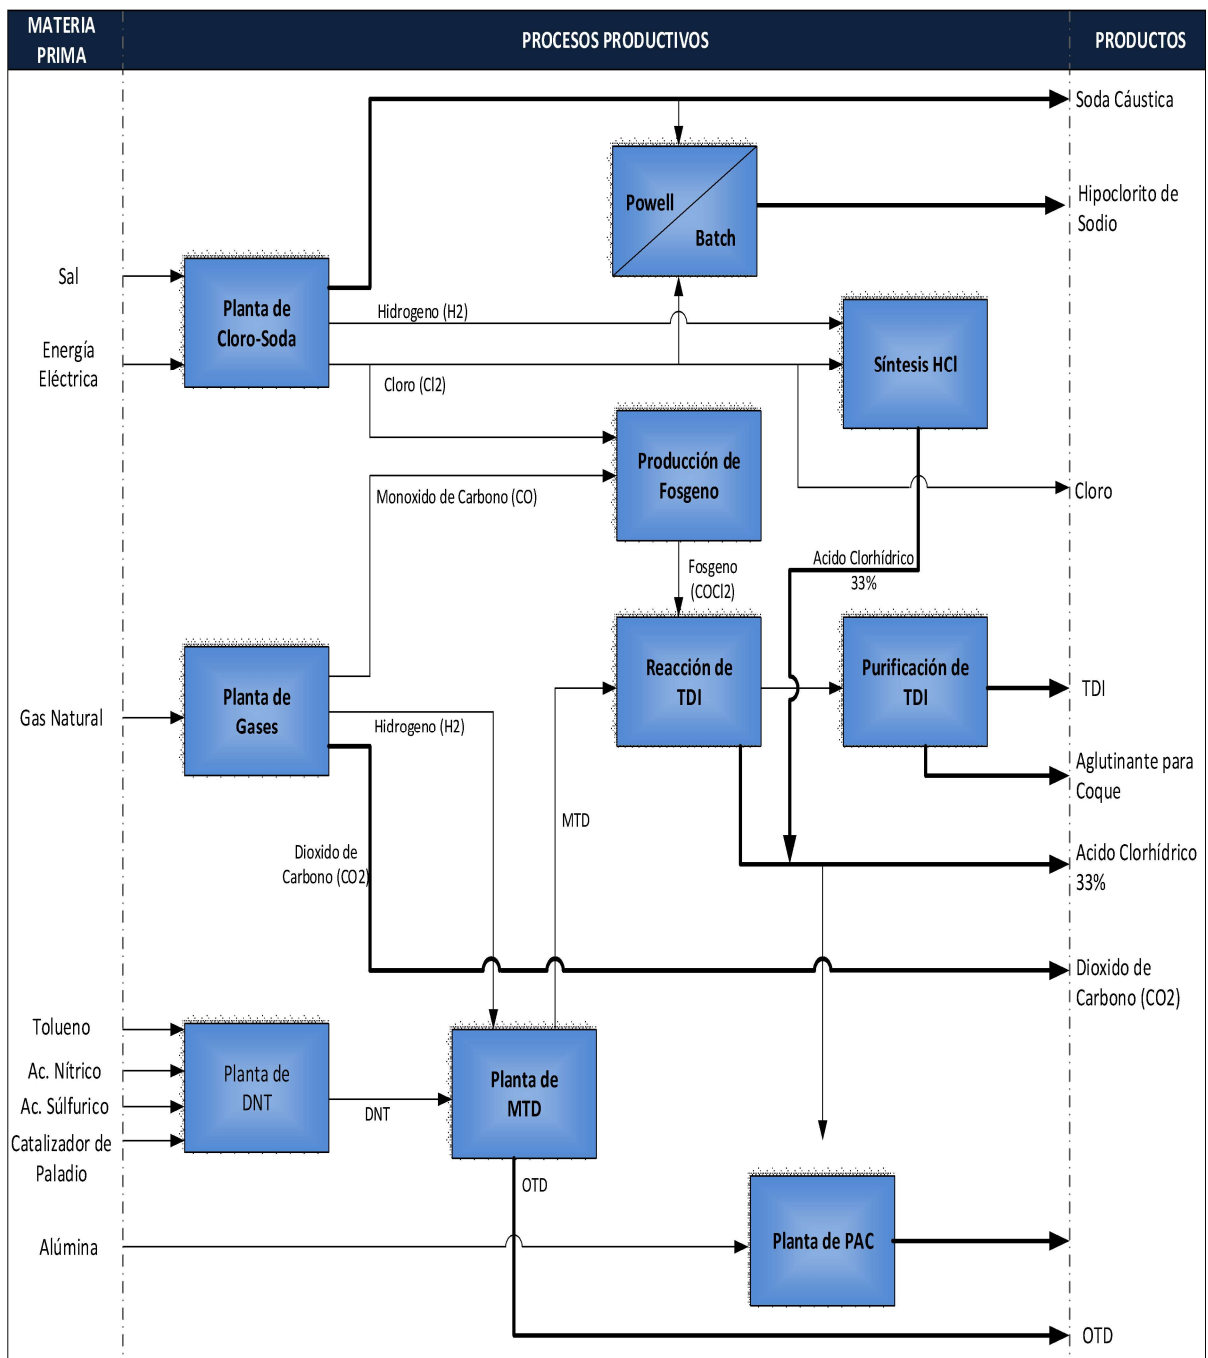 MATERIA
PRIMA
PROCESOS PRODUCTIVOS
PRODUCTOS
Soda Cáustica
Powell
Batch
Hipoclorito de
Sodio
Sal
Energía
Eléctrica
Planta de
Cloro-Soda
Hidrogeno (H2)
Cloro (Cl2)
Síntesis HCl
Producción de
Fosgeno
Monoxido de Carbono (CO)
Cloro
Fosgeno
(COCl2)
Acido Clorhídrico
33%
Gas Natural
Planta de
Gases
Hidrogeno (H2)
Reacción de
TDI
Purificación de
TDI
TDI
Aglutinante para
Coque
MTD
Dioxido de
Carbono (CO2)
Acido Clorhídrico
33%
Dioxido de
Carbono (CO2)
Tolueno
Ac. Nítrico
Ac. Súlfurico
Catalizador de
Paladio
Planta de
DNT
DNT
Planta de
MTD
OTD
Alúmina
Planta de PAC
OTD